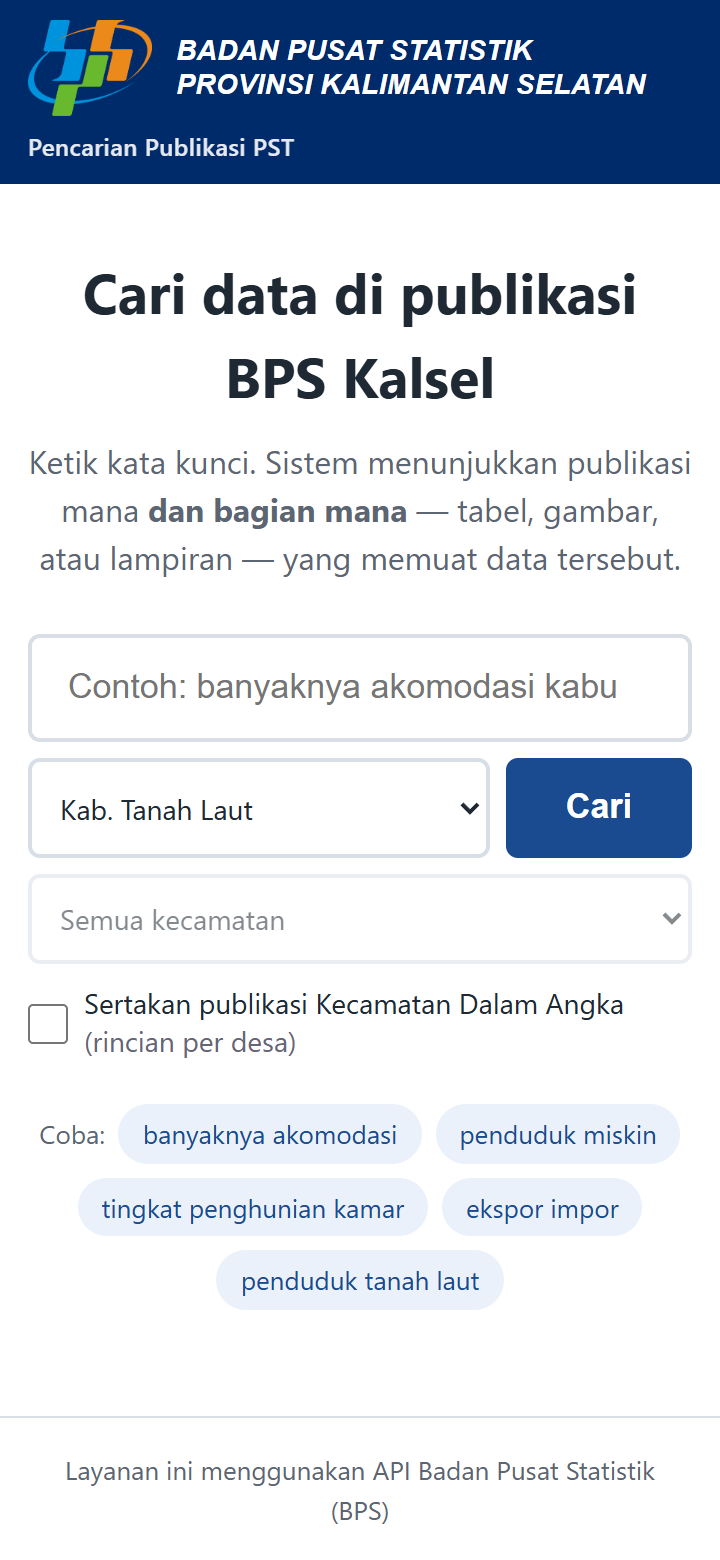 BADAN PUSAT STATISTIK
PROVINSI KALIMANTAN SELATAN
Pencarian Publikasi PST
Cari data di publikasi
BPS Kalsel
Ketik kata kunci. Sistem menunjukkan publikasi
mana dan bagian mana — tabel, gambar,
atau lampiran — yang memuat data tersebut.
Contoh: banyaknya akomodasi kabu
Kab. Tanah Laut
Cari
Semua kecamatan
Sertakan publikasi Kecamatan Dalam Angka
(rincian per desa)
Coba: banyaknya akomodasi penduduk miskin
tingkat penghunian kamar ekspor impor
penduduk tanah laut
Layanan ini menggunakan API Badan Pusat Statistik
(BPS)